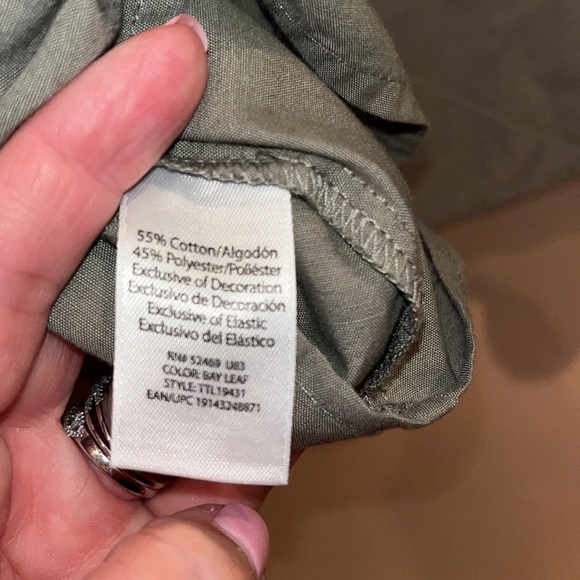 55% Cotton/Algodón
45% Polyester/Poliéster
Exclusive of Decoration
Exclusivo de Decoración
Exclusive of Elastic
Exclusivo del Elástico
RN# 52469 U83
COLOR: BAY LEAF
STYLE: TTL19431
EAN/UPC 19143248871